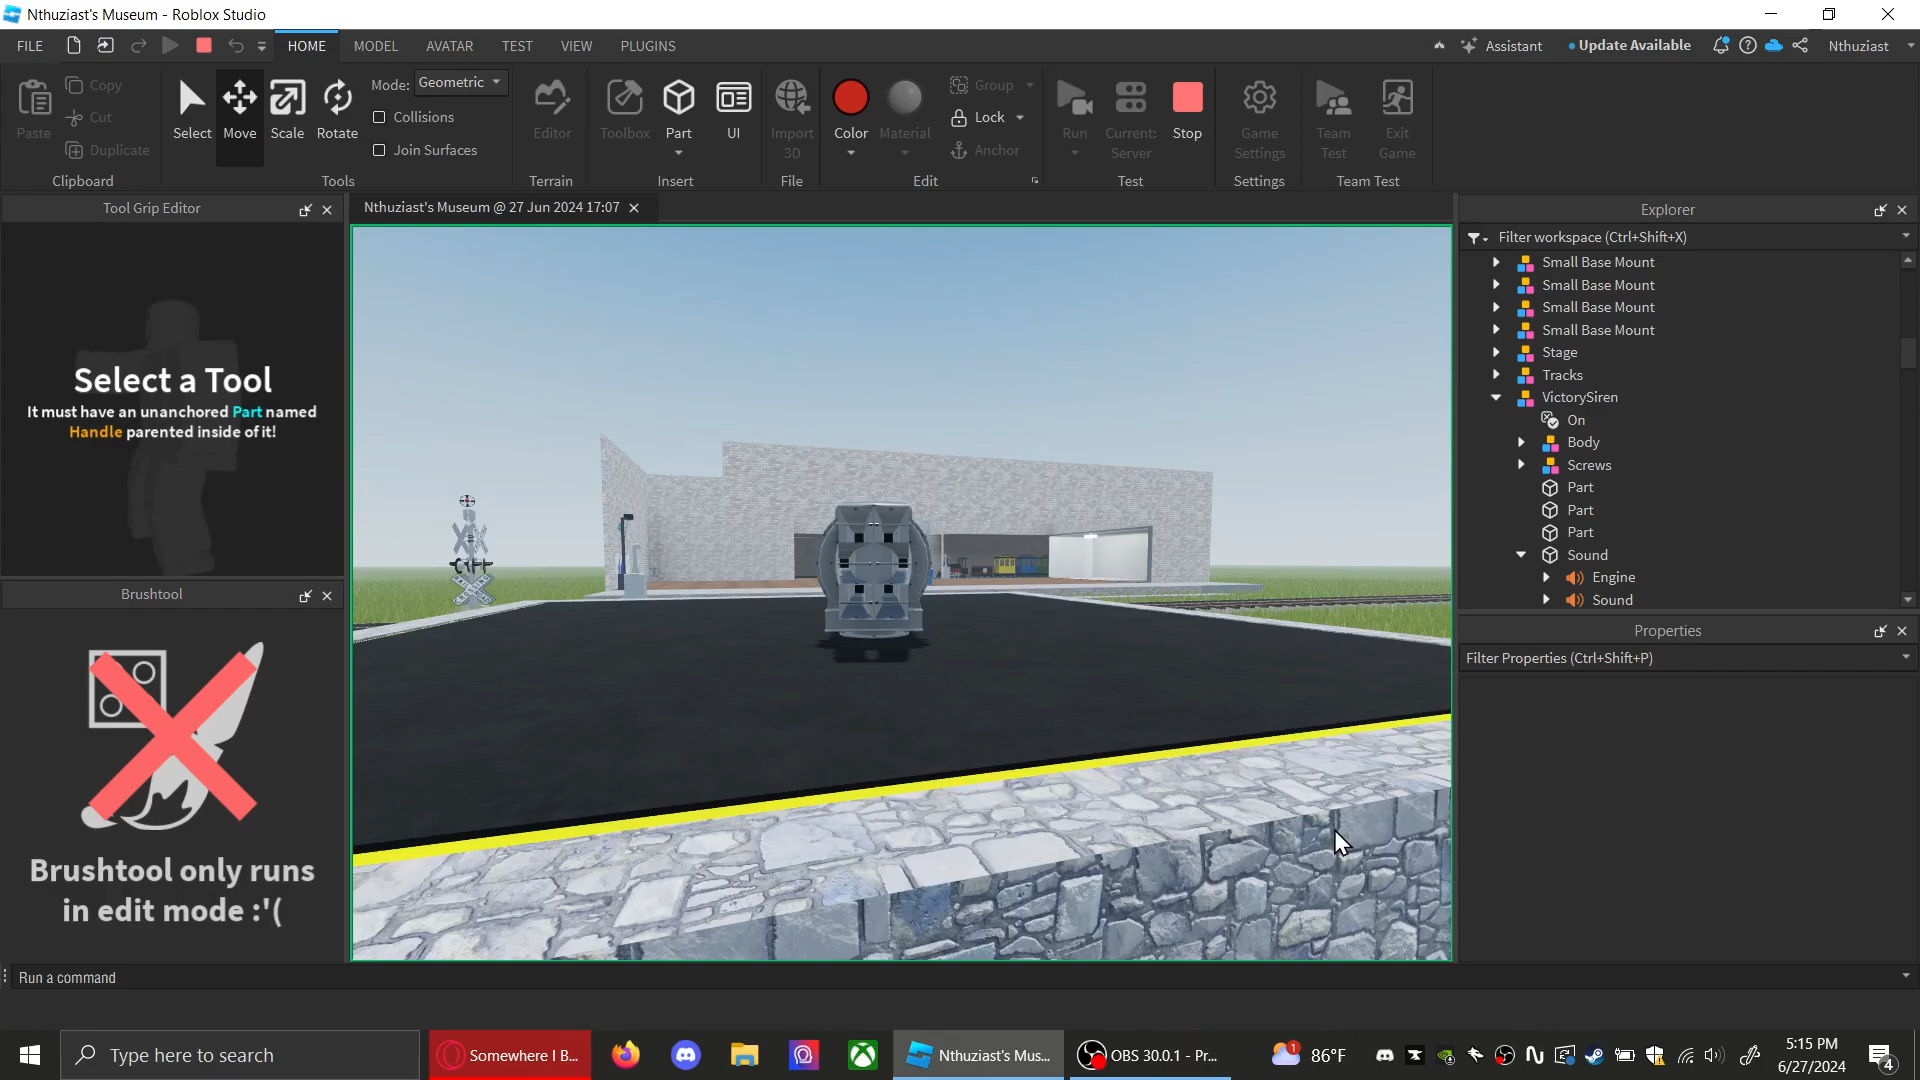 Nthuziast's Museum - Roblox Studio
FILE
HOME
MODEL
AVATAR
TEST
VIEW
PLUGINS
Assistant
Update Available
Nthuziast
Paste
Copy
Cut
Duplicate
Clipboard
Select
Move
Scale
Rotate
Mode: Geometric
Collisions
Join Surfaces
Tools
Editor
Terrain
Toolbox
Part
UI
Insert
Import
3D
File
Color
Material
Group
Lock
Anchor
Edit
Run
Current:
Server
Stop
Test
Game
Settings
Settings
Team
Test
Exit
Game
Team Test
Tool Grip Editor
Select a Tool
It must have an unanchored Part named
Handle parented inside of it!
Brushtool
Brushtool only runs
in edit mode :'(
Nthuziast's Museum @ 27 Jun 2024 17:07
Explorer
Filter workspace (Ctrl+Shift+X)
Small Base Mount
Small Base Mount
Small Base Mount
Small Base Mount
Stage
Tracks
VictorySiren
On
Body
Screws
Part
Part
Part
Sound
Engine
Sound
Properties
Filter Properties (Ctrl+Shift+P)
Run a command
Type here to search
Somewhere I B...
Nthuziast's Mus...
OBS 30.0.1 - Pr...
1
86°F
5:15 PM
6/27/2024
4